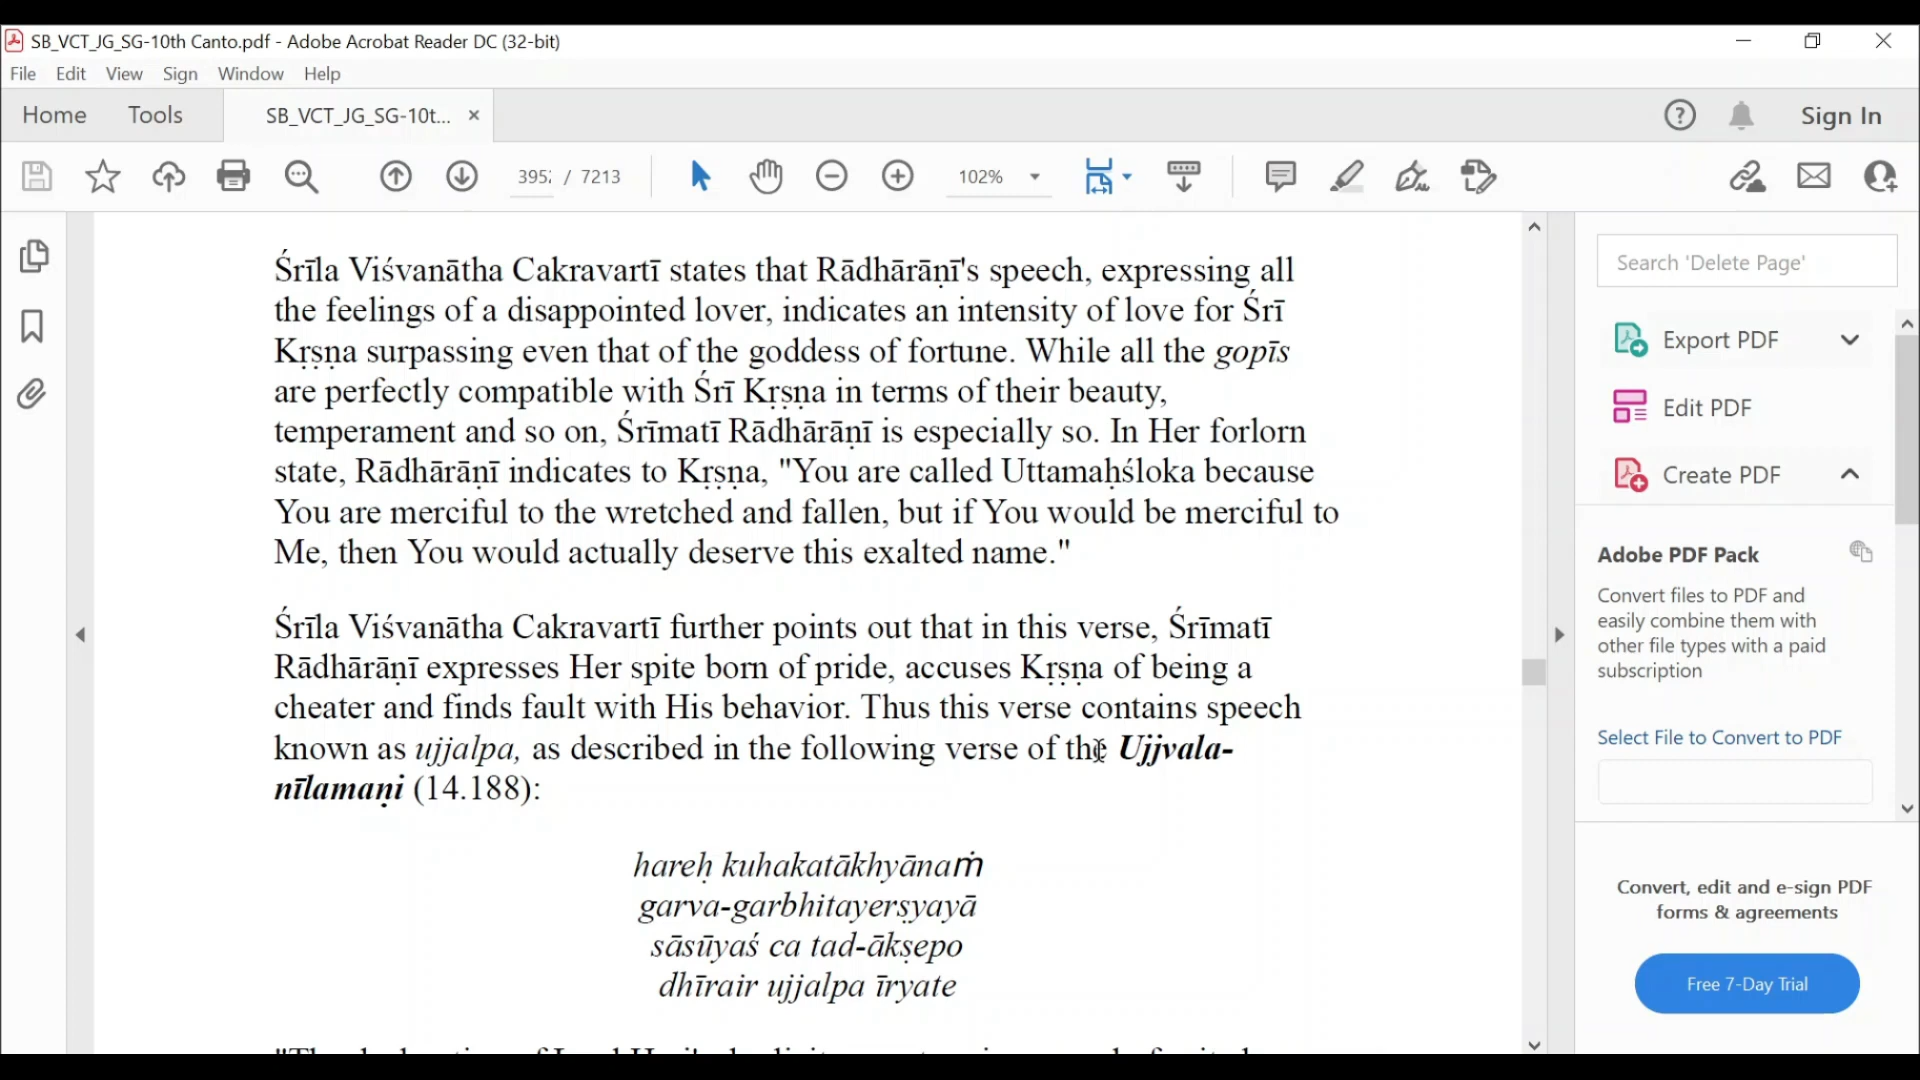 SB_VCT_JG_SG-10th Canto.pdf - Adobe Acrobat Reader DC (32-bit)
File Edit View Sign Window Help
Home Tools SB_VCT_JG_SG-10t... × Sign In
/ 7213 102%
Śrīla Viśvanātha Cakravartī states that Rādhārāṇī's speech, expressing all
the feelings of a disappointed lover, indicates an intensity of love for Śrī
Kṛṣṇa surpassing even that of the goddess of fortune. While all the gopīs
are perfectly compatible with Śrī Kṛṣṇa in terms of their beauty,
temperament and so on, Śrīmatī Rādhārāṇī is especially so. In Her forlorn
state, Rādhārāṇī indicates to Kṛṣṇa, "You are called Uttamaḥśloka because
You are merciful to the wretched and fallen, but if You would be merciful to
Me, then You would actually deserve this exalted name."
Śrīla Viśvanātha Cakravartī further points out that in this verse, Śrīmatī
Rādhārāṇī expresses Her spite born of pride, accuses Kṛṣṇa of being a
cheater and finds fault with His behavior. Thus this verse contains speech
known as ujjalpa, as described in the following verse of the Ujjvala-
nīlamaṇi (14.188):
hareḥ kuhakatākhyānaṁ
garva-garbhitayerṣyayā
sāsūyaś ca tad-ākṣepo
dhīrair ujjalpa īryate
Search 'Delete Page'
Export PDF
Edit PDF
Create PDF
Adobe PDF Pack
Convert files to PDF and
easily combine them with
other file types with a paid
subscription
Select File to Convert to PDF
Convert, edit and e-sign PDF
forms & agreements
Free 7-Day Trial